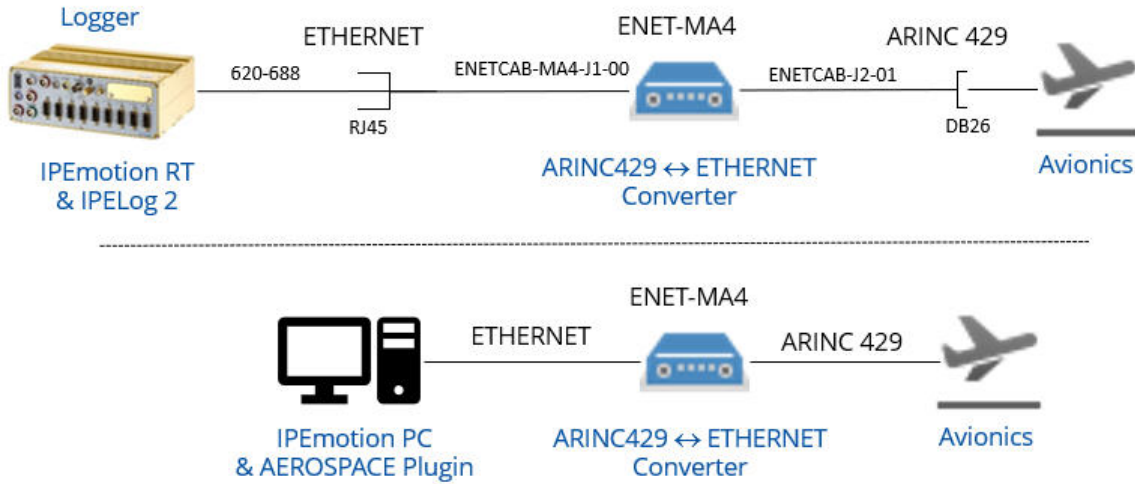 Logger
ETHERNET
ENET-MA4
ARINC 429
620-688
ENETCAB-MA4-J1-00
ENETCAB-J2-01
RJ45
DB26
IPEmotion RT
& IPELog 2
ARINC429 ↔ ETHERNET
Converter
Avionics
ENET-MA4
ETHERNET
ARINC 429
IPEmotion PC
& AEROSPACE Plugin
ARINC429 ↔ ETHERNET
Converter
Avionics